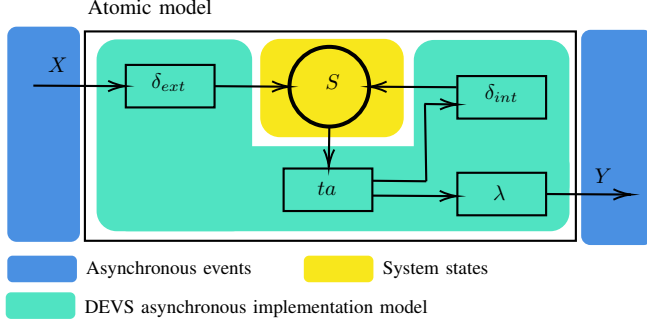 Atomic model
X
δext
S
δint
ta
λ
Y
Asynchronous events
System states
DEVS asynchronous implementation model